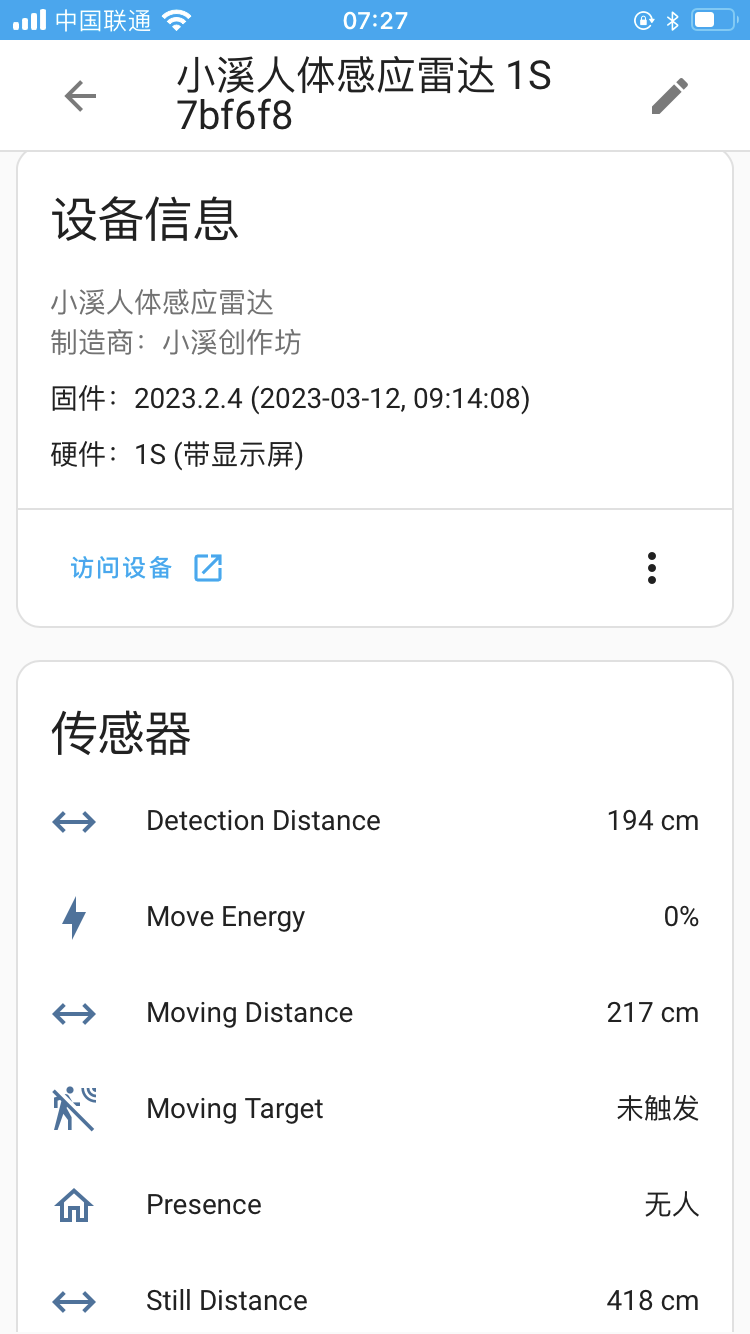 中国联通 07:27
小溪人体感应雷达 1S
7bf6f8
设备信息
小溪人体感应雷达
制造商：小溪创作坊
固件：2023.2.4 (2023-03-12, 09:14:08)
硬件：1S (带显示屏)
访问设备
传感器
Detection Distance 194 cm
Move Energy 0%
Moving Distance 217 cm
Moving Target 未触发
Presence 无人
Still Distance 418 cm